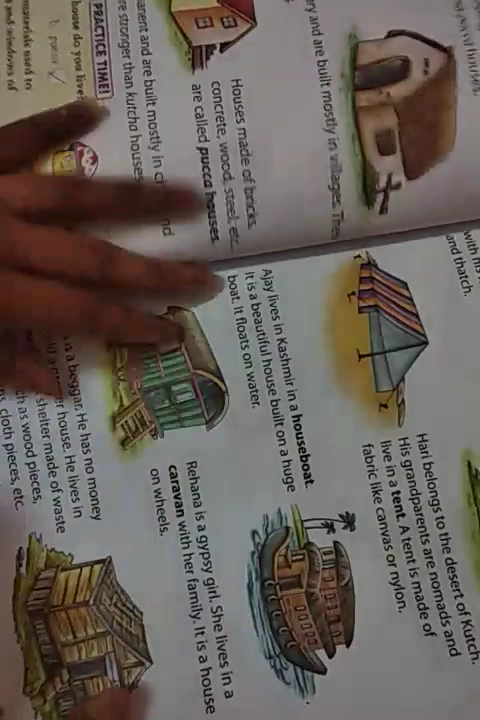 ry and are built mostly in villages. They
Houses made of bricks,
concrete, wood, steel, etc.
are called pucca houses.
anent and are built mostly in ci nd
re stronger than kutcha houses
PRACTICE TIME!
house do you live
materials used to
s and windows of
with
and thatch.
Hari belongs to the desert of Kutch.
His grandparents are nomads and
live in a tent. A tent is made of
fabric like canvas or nylon.
Ajay lives in Kashmir in a houseboat.
It is a beautiful house built on a huge
boat. It floats on water.
Rehana is a gypsy girl. She lives in a
caravan with her family. It is a house
on wheels.
is a beggar. He has no money
house. He lives in
shelter made of waste
ch as wood pieces,
cloth pieces, etc.